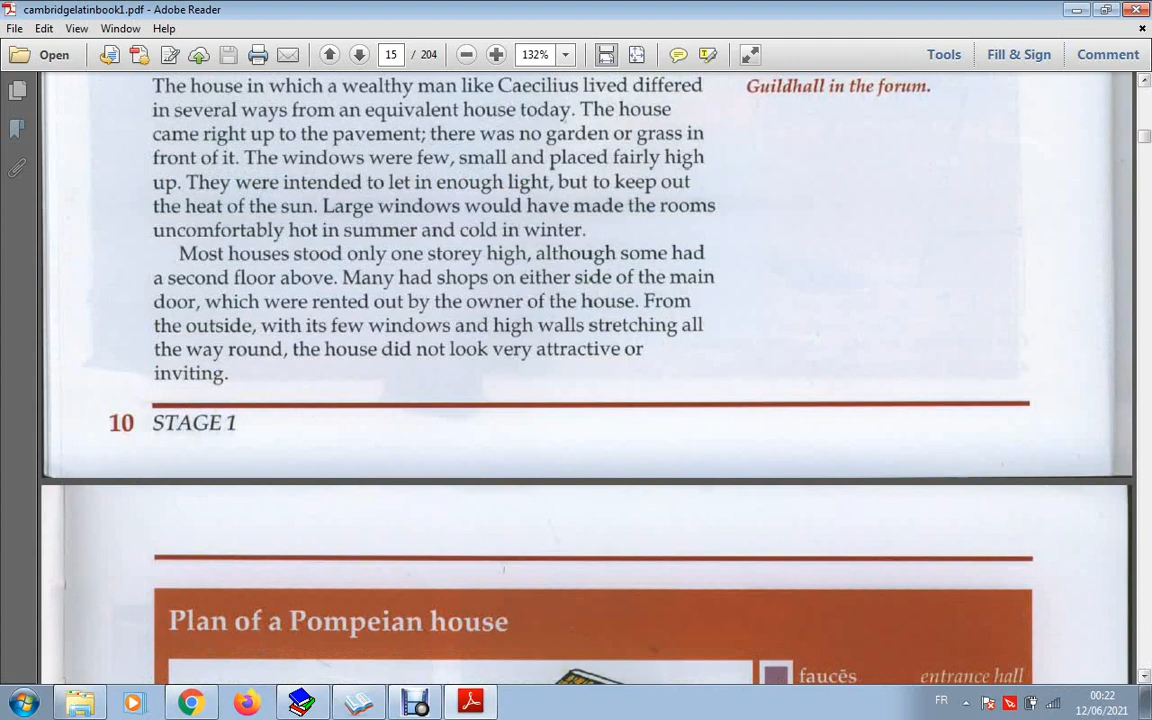 cambridgelatinbook1.pdf - Adobe Reader
File Edit View Window Help
Open 15 / 204 132% Tools Fill & Sign Comment
The house in which a wealthy man like Caecilius lived differed
in several ways from an equivalent house today. The house
came right up to the pavement; there was no garden or grass in
front of it. The windows were few, small and placed fairly high
up. They were intended to let in enough light, but to keep out
the heat of the sun. Large windows would have made the rooms
uncomfortably hot in summer and cold in winter.
Most houses stood only one storey high, although some had
a second floor above. Many had shops on either side of the main
door, which were rented out by the owner of the house. From
the outside, with its few windows and high walls stretching all
the way round, the house did not look very attractive or
inviting.
Guildhall in the forum.
10 STAGE 1
Plan of a Pompeian house
faucēs entrance hall
FR 00:22
12/06/2021